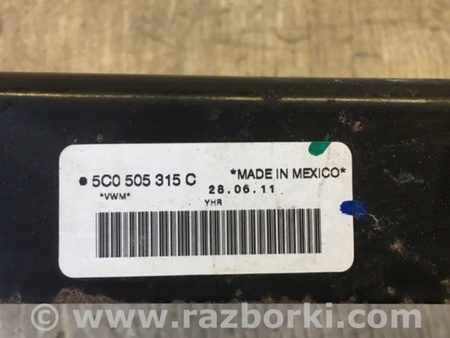 5C0 505 315 C *MADE IN MEXICO*
*VWM* 28.06.11
YHR
www.razborki.com